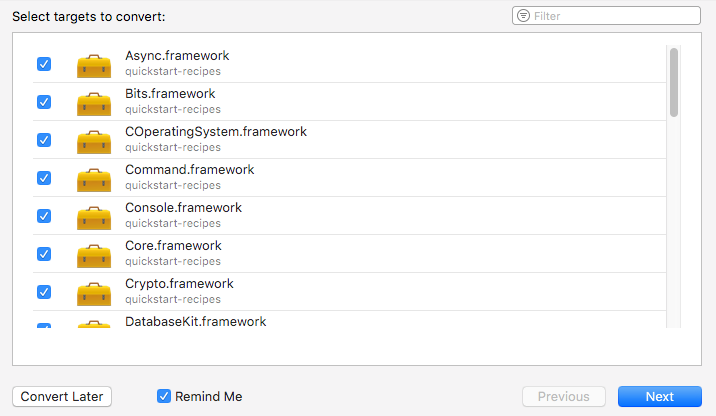 Select targets to convert:
Filter
Async.framework
quickstart-recipes
Bits.framework
quickstart-recipes
COperatingSystem.framework
quickstart-recipes
Command.framework
quickstart-recipes
Console.framework
quickstart-recipes
Core.framework
quickstart-recipes
Crypto.framework
quickstart-recipes
DatabaseKit.framework
Convert Later
Remind Me
Previous
Next